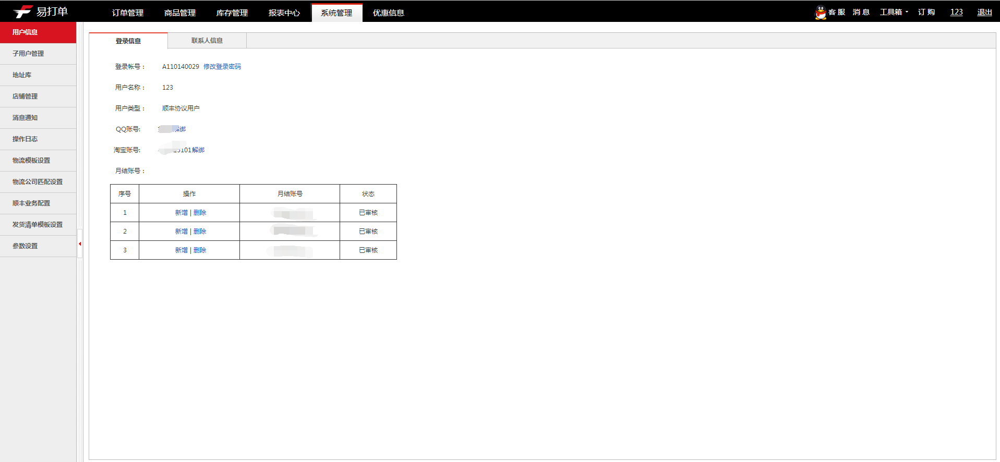 易打单
订单管理 商品管理 库存管理 报表中心 系统管理 优惠信息
客 服 消 息 工具箱 订 购 123 退出
用户信息
子用户管理
地址库
店铺管理
消息通知
操作日志
物流模板设置
物流公司匹配设置
顺丰业务配置
发货清单模板设置
参数设置
登录信息 联系人信息
登录帐号： A110140029 修改登录密码
用户名称： 123
用户类型： 顺丰协议用户
QQ账号: 解绑
淘宝账号: 101解绑
月结账号：
序号 操作 月结账号 状态
1 新增 | 删除 已审核
2 新增 | 删除 已审核
3 新增 | 删除 已审核